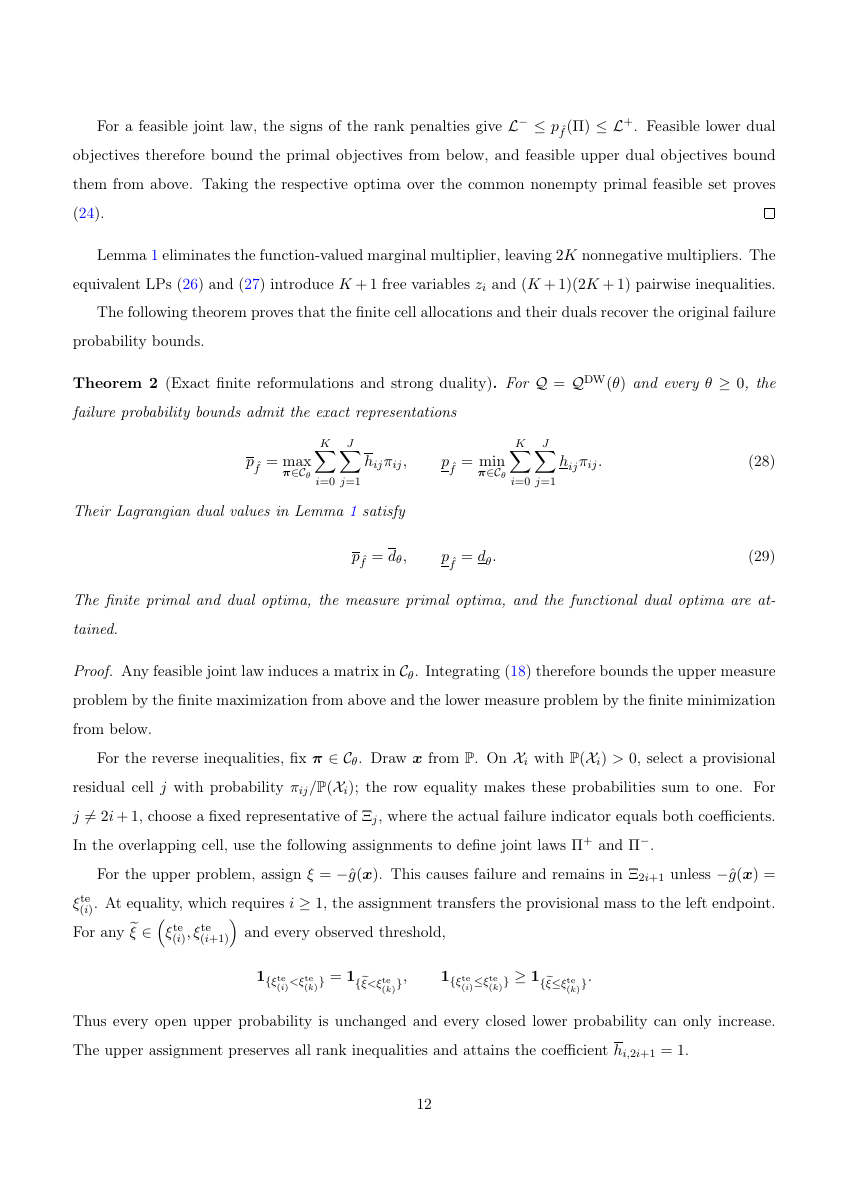 For a feasible joint law, the signs of the rank penalties give ℒ⁻ ≤ p_f̂(Π) ≤ ℒ⁺. Feasible lower dual
objectives therefore bound the primal objectives from below, and feasible upper dual objectives bound
them from above. Taking the respective optima over the common nonempty primal feasible set proves
(24). □
Lemma 1 eliminates the function-valued marginal multiplier, leaving 2K nonnegative multipliers. The
equivalent LPs (26) and (27) introduce K + 1 free variables z_i and (K + 1)(2K + 1) pairwise inequalities.
The following theorem proves that the finite cell allocations and their duals recover the original failure
probability bounds.
Theorem 2 (Exact finite reformulations and strong duality). For 𝒬 = 𝒬^DW(θ) and every θ ≥ 0, the
failure probability bounds admit the exact representations
p̅_f̂ = max_{π∈𝒞_θ} ∑_{i=0}^{K} ∑_{j=1}^{J} h̅_{ij}π_{ij}, p̲_f̂ = min_{π∈𝒞_θ} ∑_{i=0}^{K} ∑_{j=1}^{J} h̲_{ij}π_{ij}. (28)
Their Lagrangian dual values in Lemma 1 satisfy
p̅_f̂ = d̅_θ, p̲_f̂ = d̲_θ. (29)
The finite primal and dual optima, the measure primal optima, and the functional dual optima are at-
tained.
Proof. Any feasible joint law induces a matrix in 𝒞_θ. Integrating (18) therefore bounds the upper measure
problem by the finite maximization from above and the lower measure problem by the finite minimization
from below.
For the reverse inequalities, fix π ∈ 𝒞_θ. Draw x from ℙ. On 𝒳_i with ℙ(𝒳_i) > 0, select a provisional
residual cell j with probability π_{ij}/ℙ(𝒳_i); the row equality makes these probabilities sum to one. For
j ≠ 2i + 1, choose a fixed representative of Ξ_j, where the actual failure indicator equals both coefficients.
In the overlapping cell, use the following assignments to define joint laws Π⁺ and Π⁻.
For the upper problem, assign ξ = −ĝ(x). This causes failure and remains in Ξ_{2i+1} unless −ĝ(x) =
ξ^te_(i). At equality, which requires i ≥ 1, the assignment transfers the provisional mass to the left endpoint.
For any ξ̃ ∈ (ξ^te_(i), ξ^te_(i+1)) and every observed threshold,
𝟏_{ξ^te_(i)<ξ^te_(k)} = 𝟏_{ξ̃<ξ^te_(k)}, 𝟏_{ξ^te_(i)≤ξ^te_(k)} ≥ 𝟏_{ξ̃≤ξ^te_(k)}.
Thus every open upper probability is unchanged and every closed lower probability can only increase.
The upper assignment preserves all rank inequalities and attains the coefficient h̅_{i,2i+1} = 1.
12